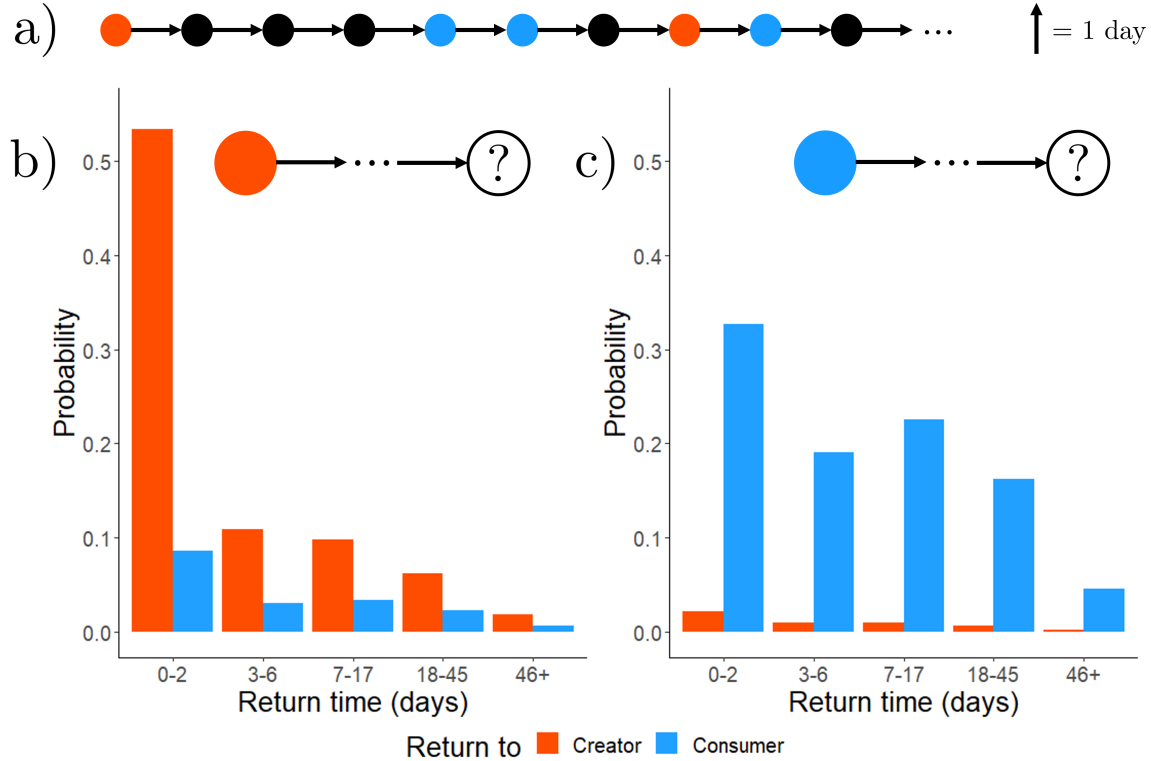 a)
...
= 1 day
b)
... ?
0.5
0.4
0.3
0.2
0.1
0.0
Probability
0-2 3-6 7-17 18-45 46+
Return time (days)
c)
... ?
0.5
0.4
0.3
0.2
0.1
0.0
Probability
0-2 3-6 7-17 18-45 46+
Return time (days)
Return to Creator Consumer